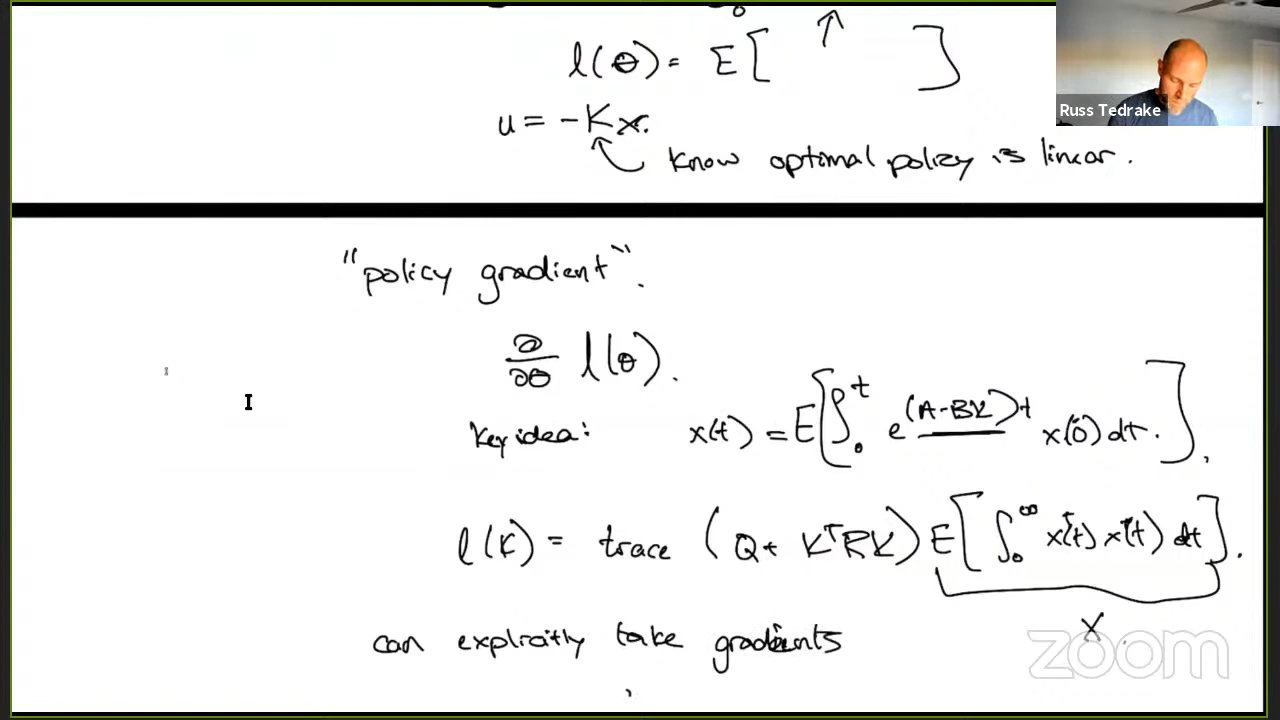 l(θ) = E[ ↑ ]
Russ Tedrake
u = -Kx.
know optimal policy is linear.
"policy gradient".
∂/∂θ l(θ).
key idea: x(t) = E[∫₀ᵗ e^(A-BK)t x(0) dt.],
l(K) = trace (Q + KᵀRK) E[∫₀^∞ x(t) xᵀ(t) dt].
X
can explicitly take gradients
zoom